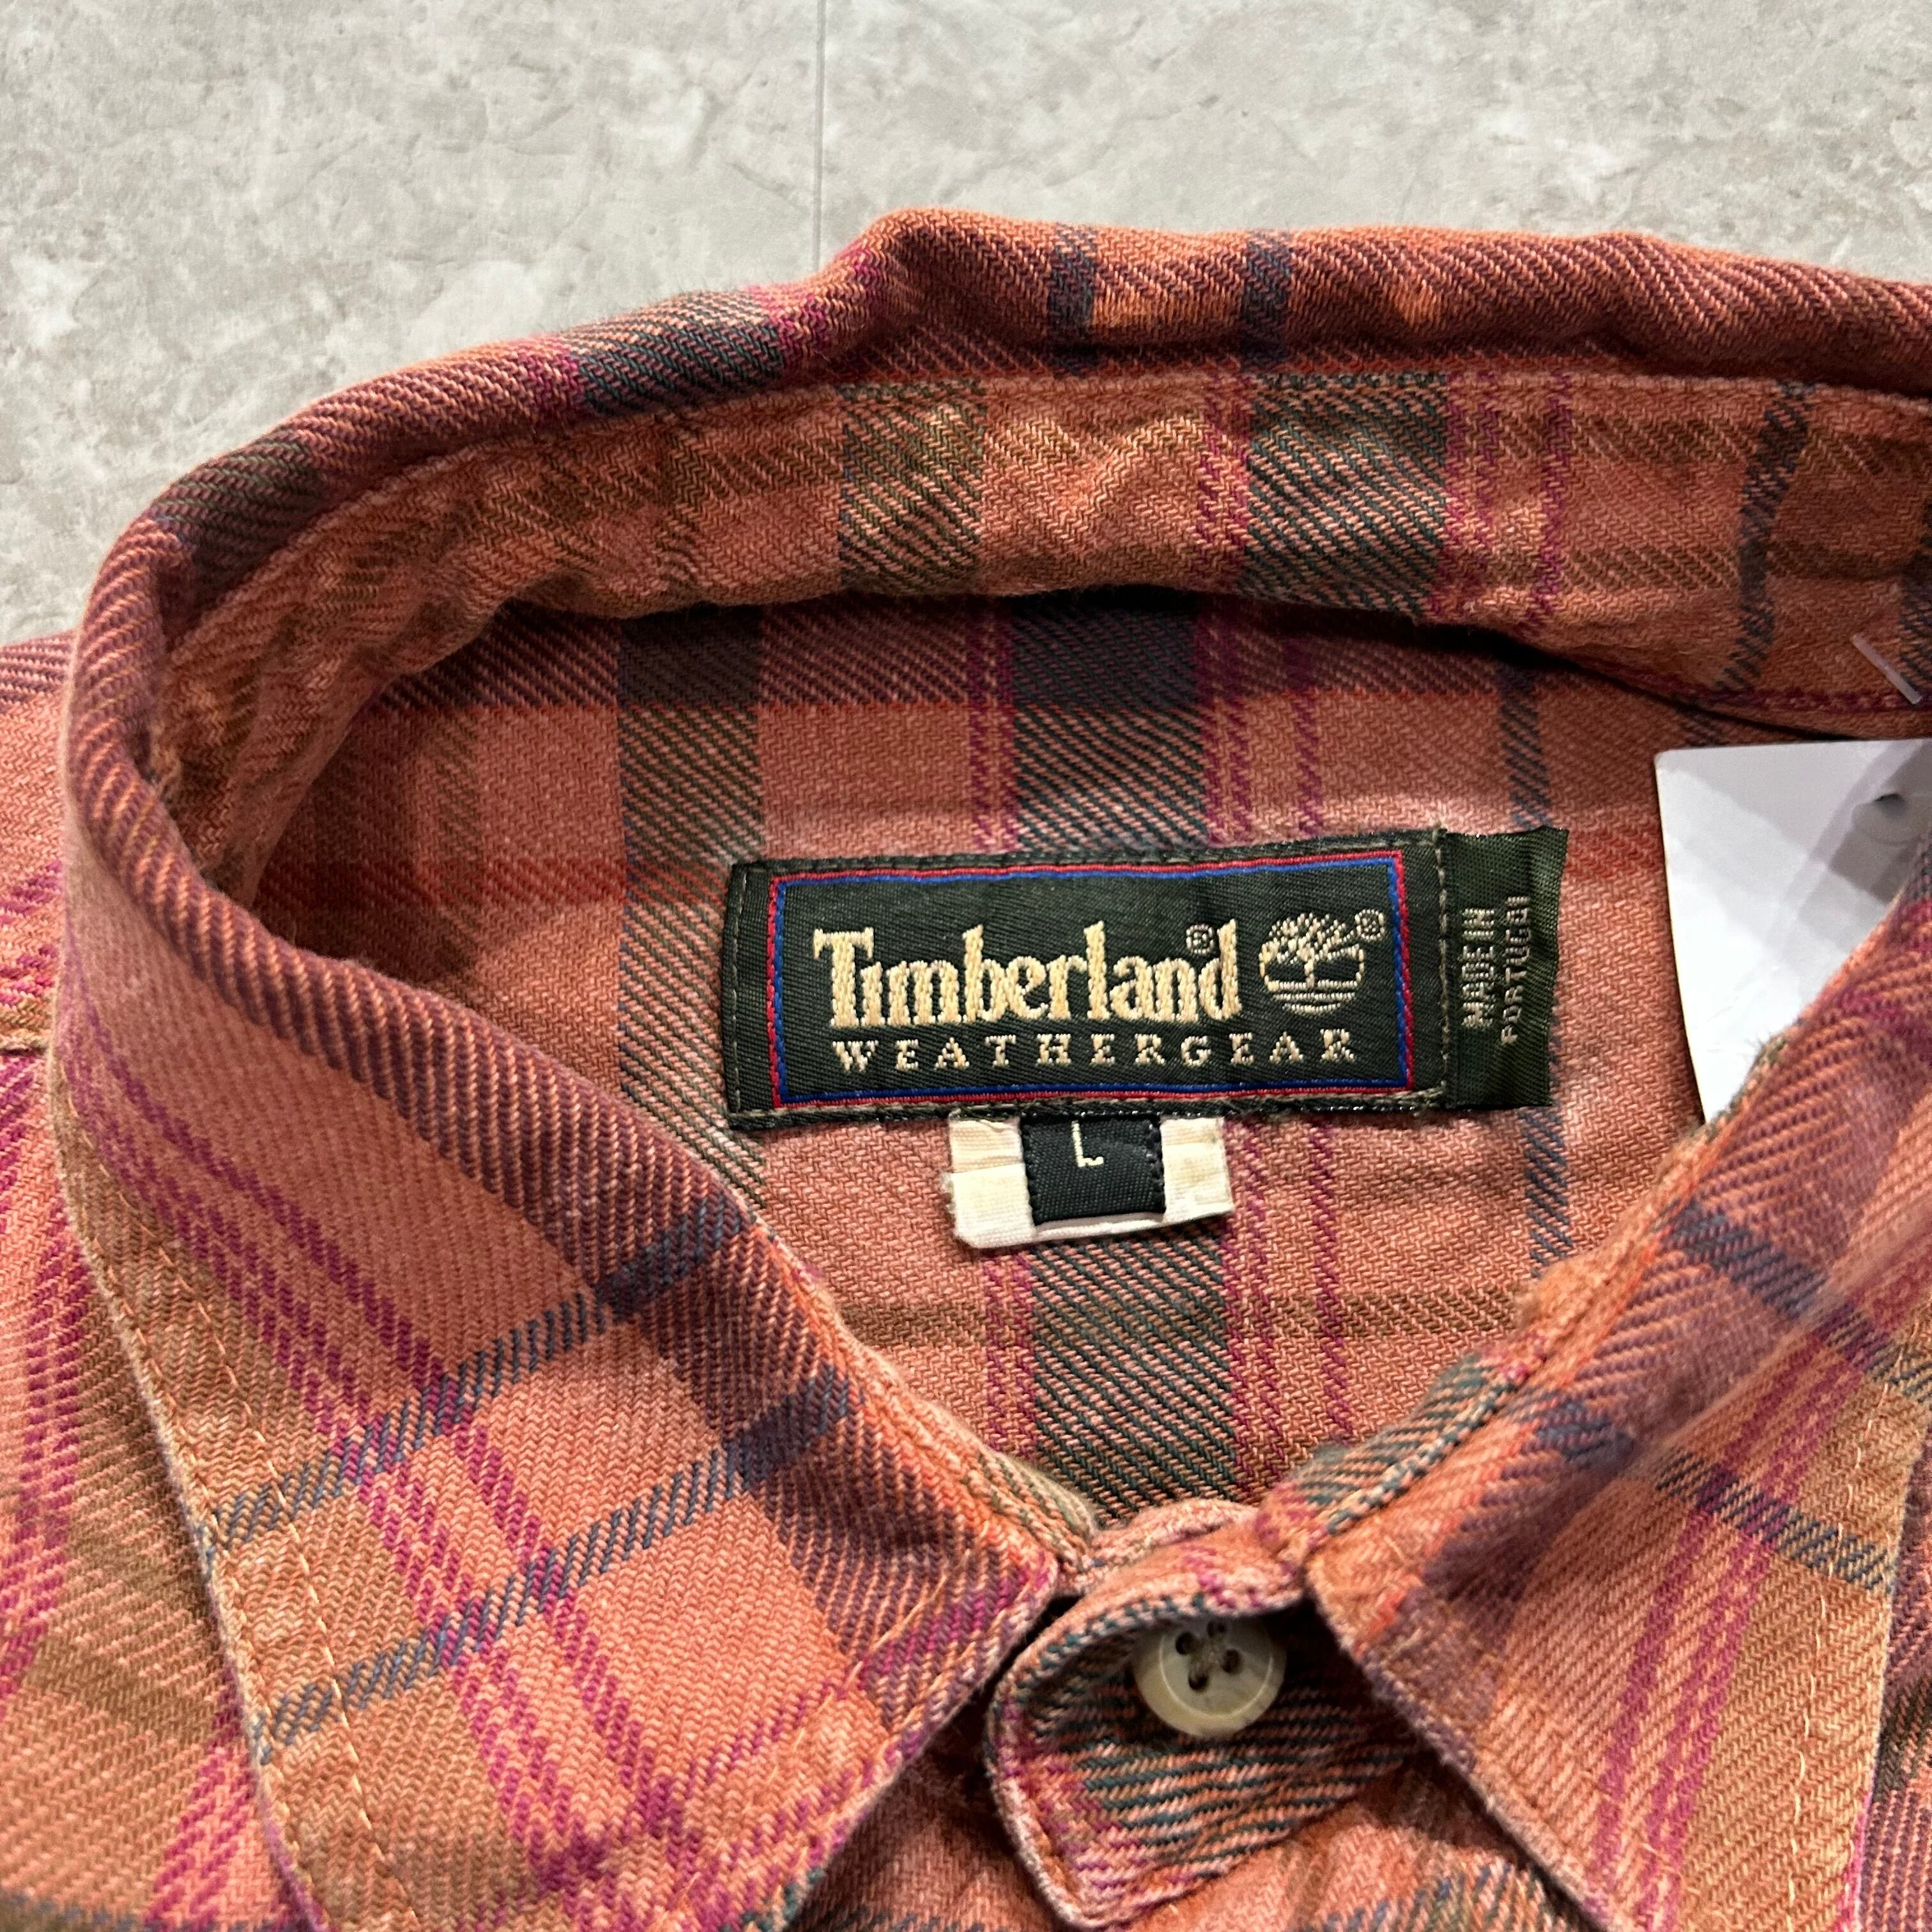 Timberland®
®
WEATHERGEAR
MADE IN
PORTUGAL
L